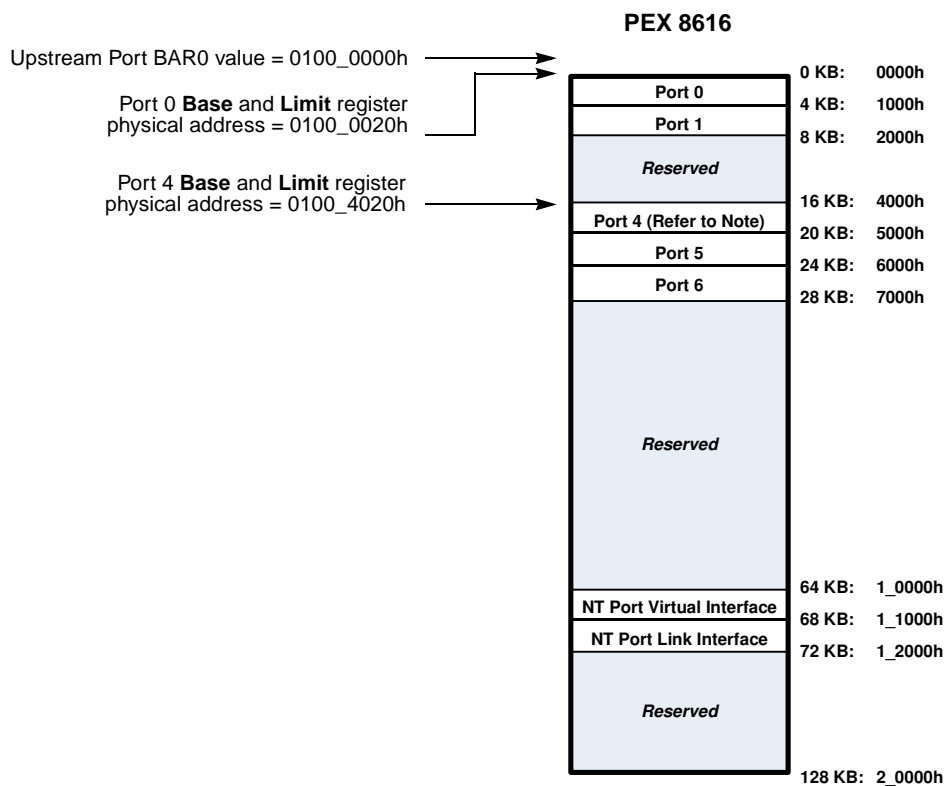 PEX 8616
Upstream Port BAR0 value = 0100_0000h
Port 0 Base and Limit register
physical address = 0100_0020h
Port 4 Base and Limit register
physical address = 0100_4020h
0 KB: 0000h
Port 0
4 KB: 1000h
Port 1
8 KB: 2000h
Reserved
16 KB: 4000h
Port 4 (Refer to Note)
20 KB: 5000h
Port 5
24 KB: 6000h
Port 6
28 KB: 7000h
Reserved
64 KB: 1_0000h
NT Port Virtual Interface
68 KB: 1_1000h
NT Port Link Interface
72 KB: 1_2000h
Reserved
128 KB: 2_0000h